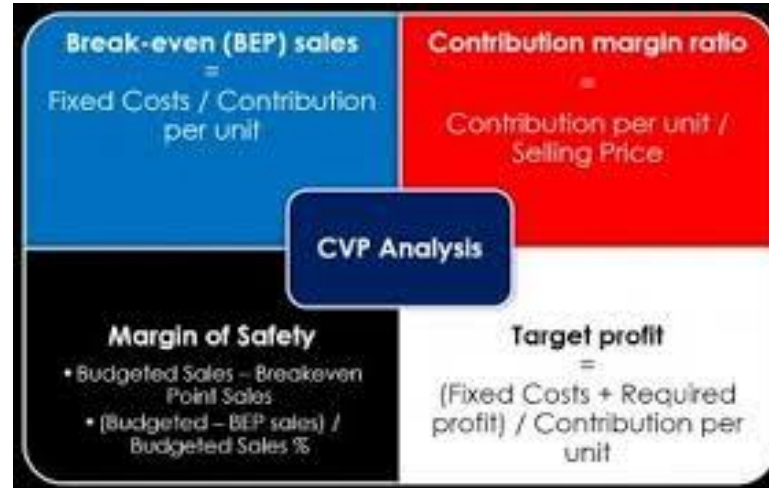 Break-even (BEP) sales
=
Fixed Costs / Contribution
per unit
Contribution margin ratio
=
Contribution per unit /
Selling Price
CVP Analysis
Margin of Safety
• Budgeted Sales – Breakeven
Point Sales
• (Budgeted – BEP sales) /
Budgeted Sales %
Target profit
=
(Fixed Costs + Required
profit) / Contribution per
unit